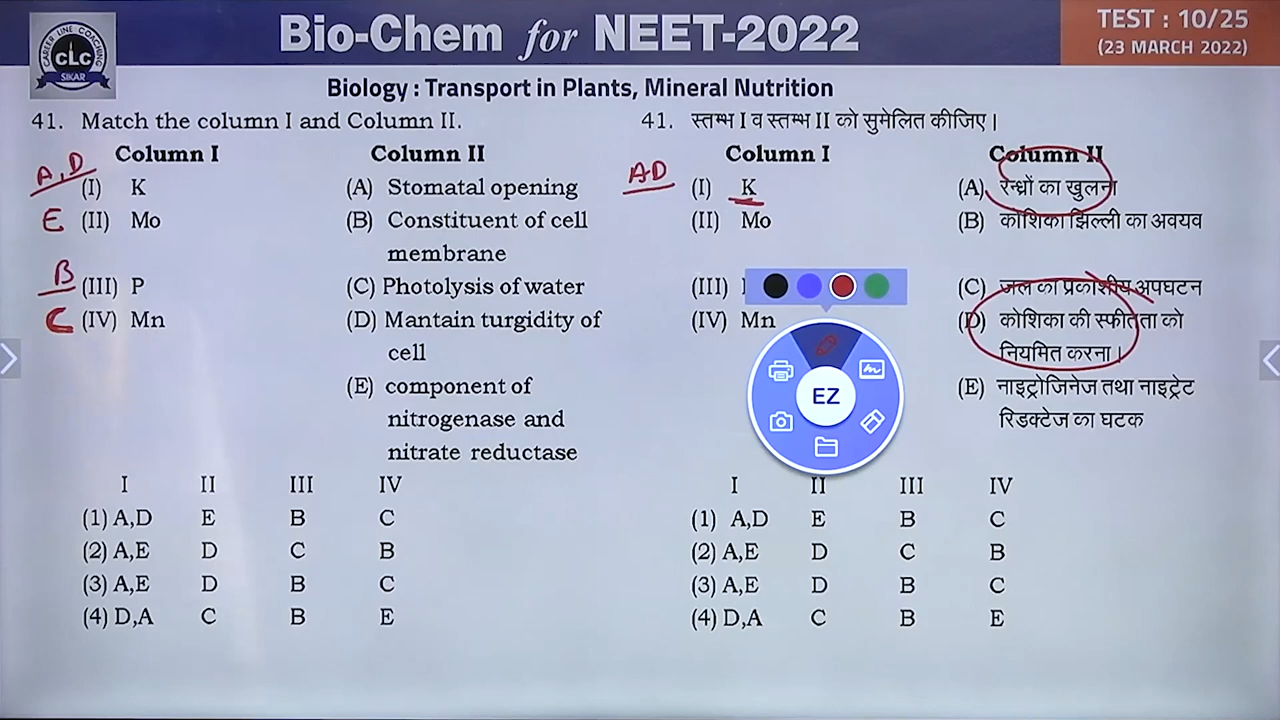 CAREER LINE COACHING
CLC
SIKAR
Bio-Chem for NEET-2022
TEST : 10/25
(23 MARCH 2022)
Biology : Transport in Plants, Mineral Nutrition
41. Match the column I and Column II.
Column I Column II
A,D
(I) K (A) Stomatal opening
E (II) Mo (B) Constituent of cell
membrane
B (III) P (C) Photolysis of water
C (IV) Mn (D) Mantain turgidity of
cell
(E) component of
nitrogenase and
nitrate reductase
I II III IV
(1) A,D E B C
(2) A,E D C B
(3) A,E D B C
(4) D,A C B E
41. स्तम्भ I व स्तम्भ II को सुमेलित कीजिए।
Column I Column II
AD
(I) K (A) रन्ध्रों का खुलना
(II) Mo (B) कोशिका झिल्ली का अवयव
(III) (C) जल का प्रकाशीय अपघटन
(IV) Mn (D) कोशिका की स्फीतता को
नियमित करना।
EZ
(E) नाइट्रोजिनेज तथा नाइट्रेट
रिडक्टेज का घटक
I II III IV
(1) A,D E B C
(2) A,E D C B
(3) A,E D B C
(4) D,A C B E